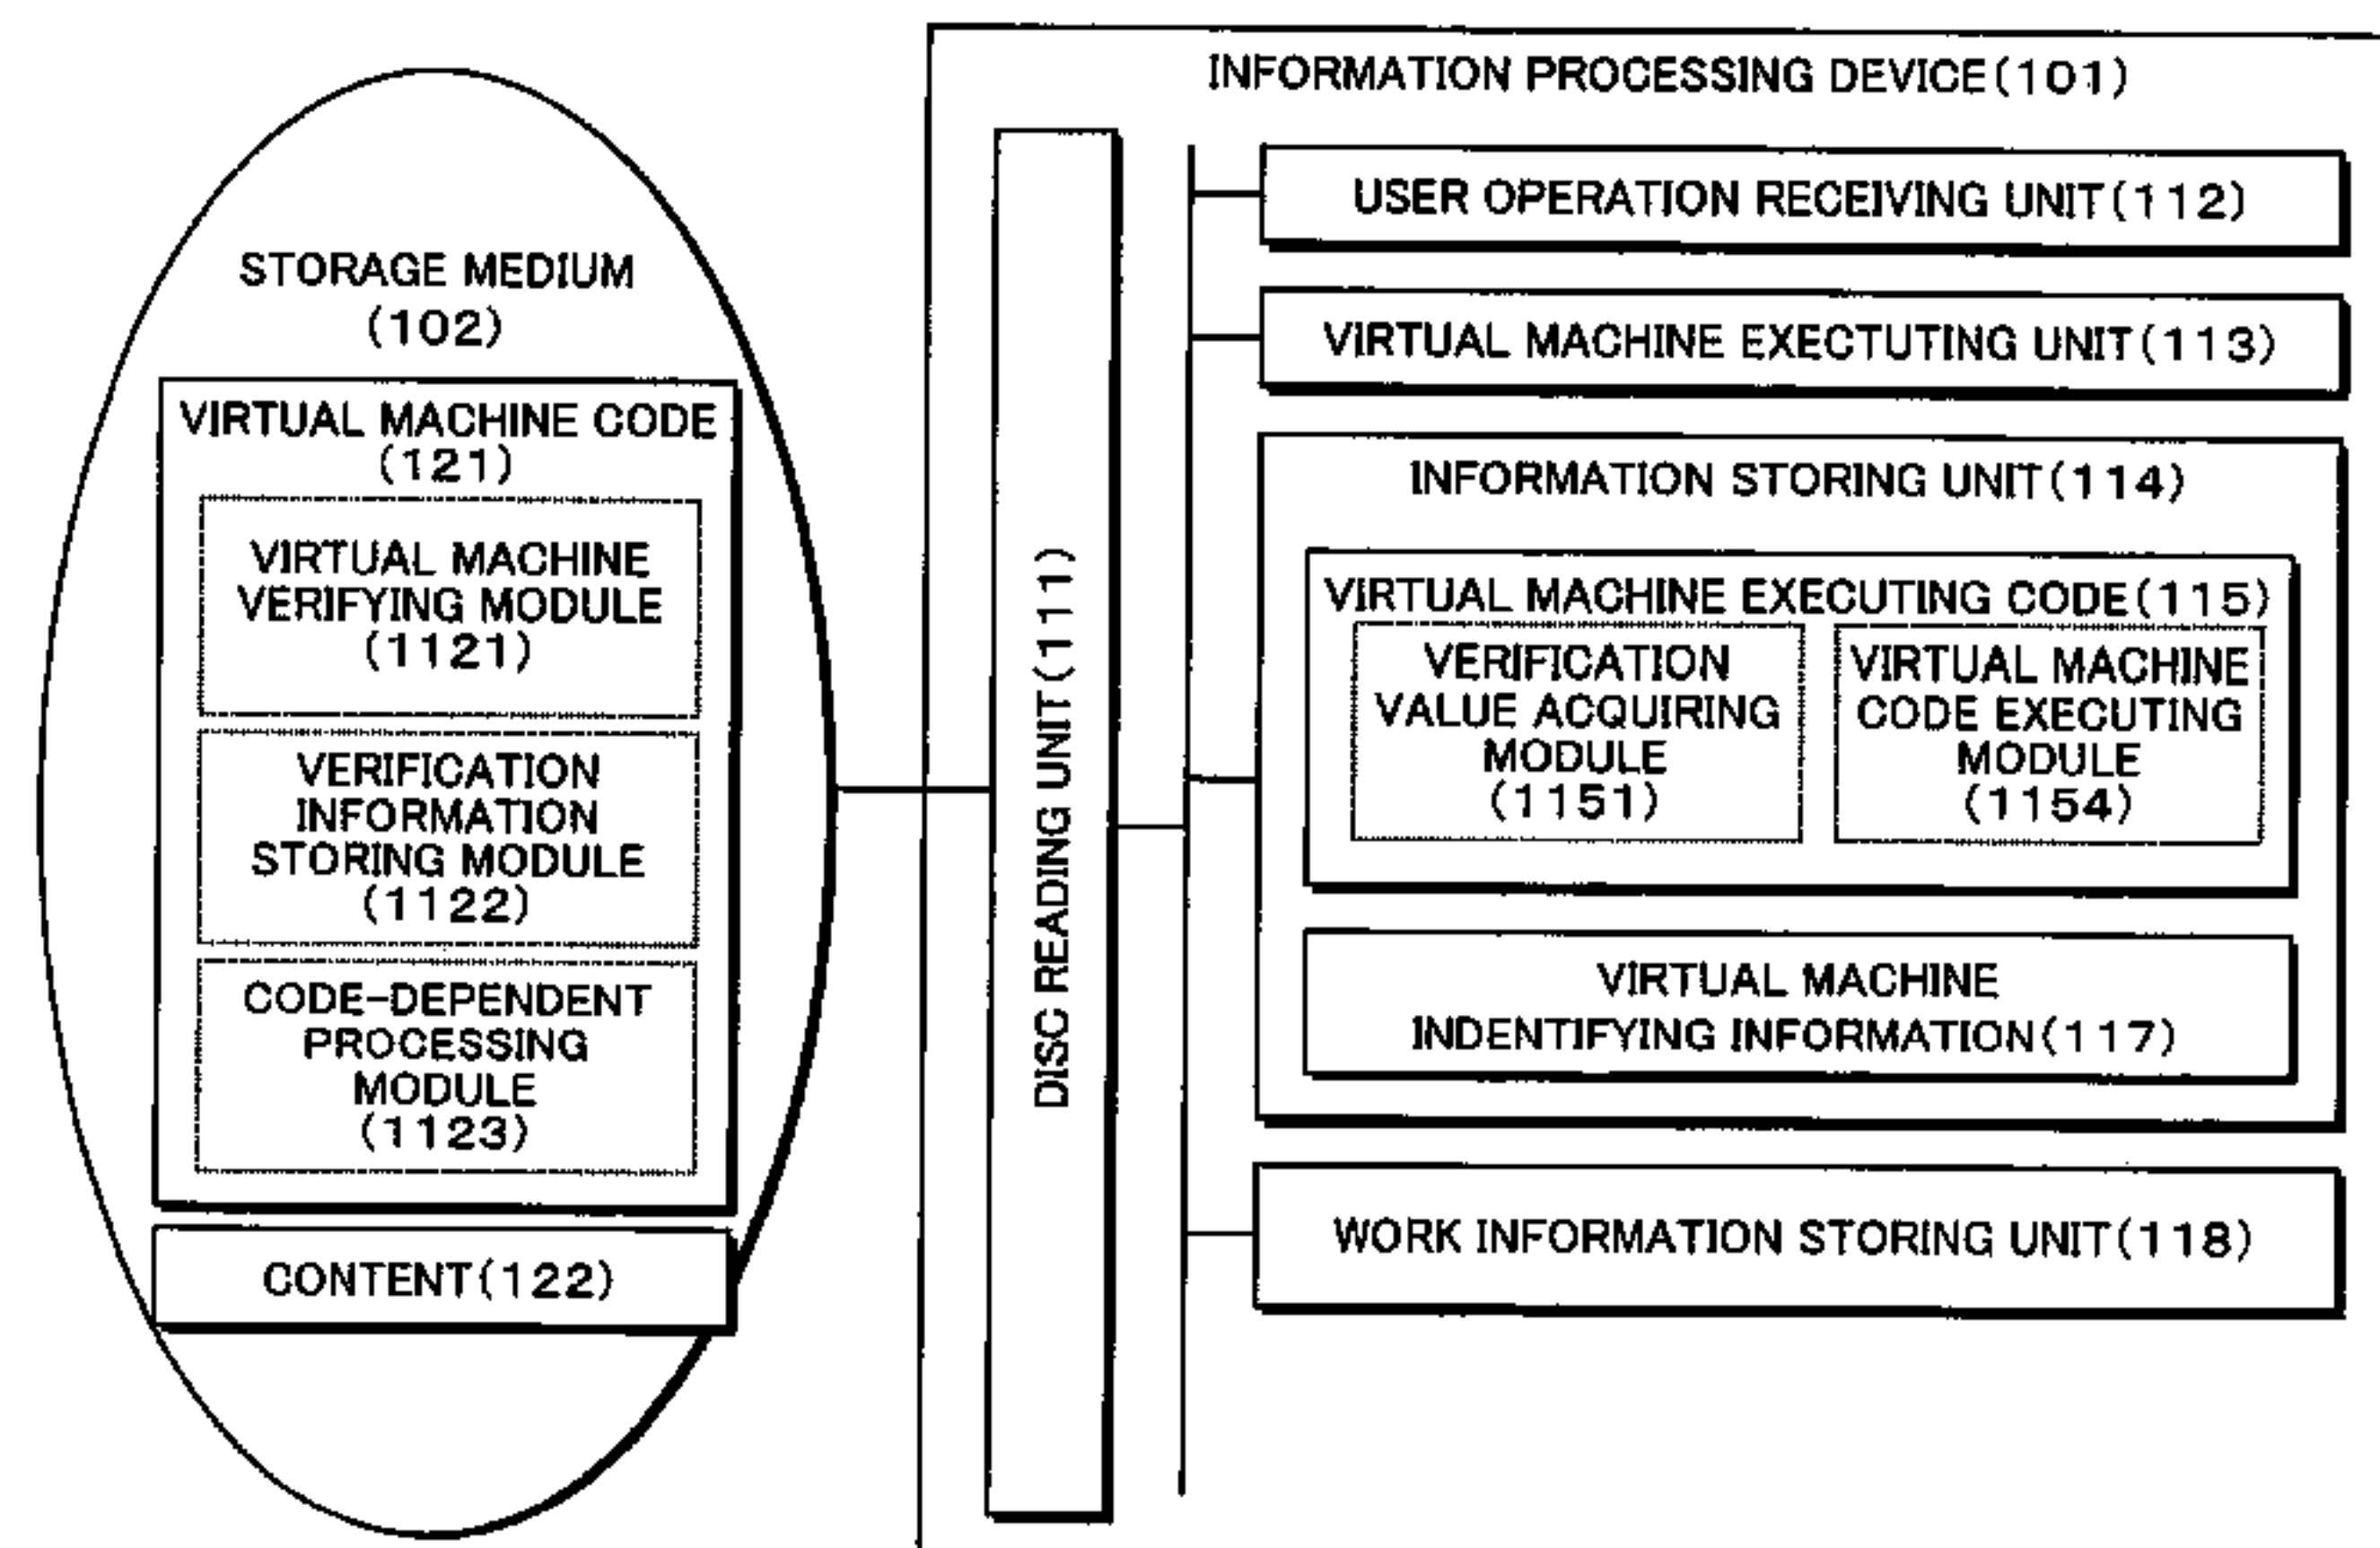 STORAGE MEDIUM
(102)
VIRTUAL MACHINE CODE
(121)
VIRTUAL MACHINE
VERIFYING MODULE
(1121)
VERIFICATION
INFORMATION
STORING MODULE
(1122)
CODE-DEPENDENT
PROCESSING
MODULE
(1123)
CONTENT(122)
INFORMATION PROCESSING DEVICE(101)
DISC READING UNIT(111)
USER OPERATION RECEIVING UNIT(112)
VIRTUAL MACHINE EXECTUTING UNIT(113)
INFORMATION STORING UNIT(114)
VIRTUAL MACHINE EXECUTING CODE(115)
VERIFICATION
VALUE ACQUIRING
MODULE
(1151)
VIRTUAL MACHINE
CODE EXECUTING
MODULE
(1154)
VIRTUAL MACHINE
INDENTIFYING INFORMATION(117)
WORK INFORMATION STORING UNIT(118)